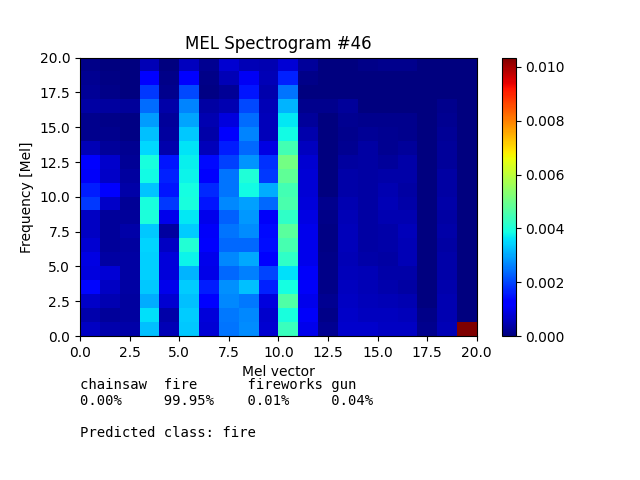 MEL Spectrogram #46
Frequency [Mel]
20.0
17.5
15.0
12.5
10.0
7.5
5.0
2.5
0.0
0.0 2.5 5.0 7.5 10.0 12.5 15.0 17.5 20.0
Mel vector
0.010
0.008
0.006
0.004
0.002
0.000
chainsaw fire fireworks gun
0.00% 99.95% 0.01% 0.04%
Predicted class: fire